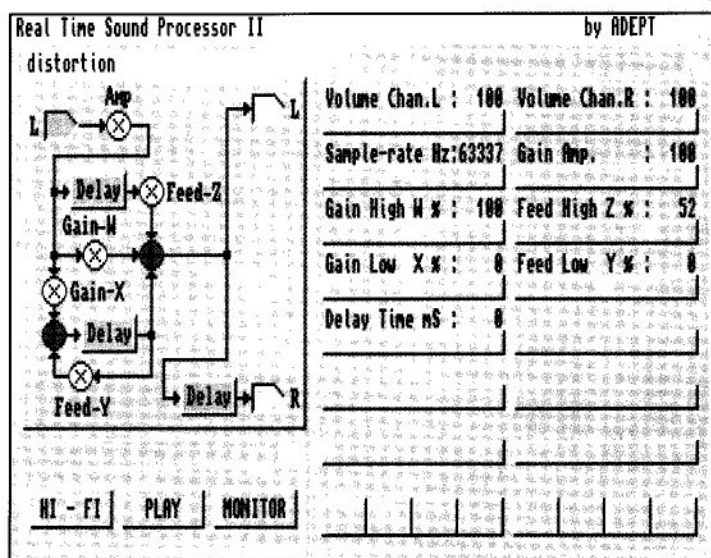 Real Time Sound Processor II by ADEPT
distortion
Amp
L
L
Delay
Feed-Z
Gain-W
Gain-X
Delay
Feed-Y
Delay
R
Volume Chan.L : 100 Volume Chan.R : 100
Sample-rate Hz:63337 Gain Amp. : 100
Gain High W % : 100 Feed High Z % : 52
Gain Low X % : 0 Feed Low Y % : 0
Delay Time mS : 0
HI - FI PLAY MONITOR